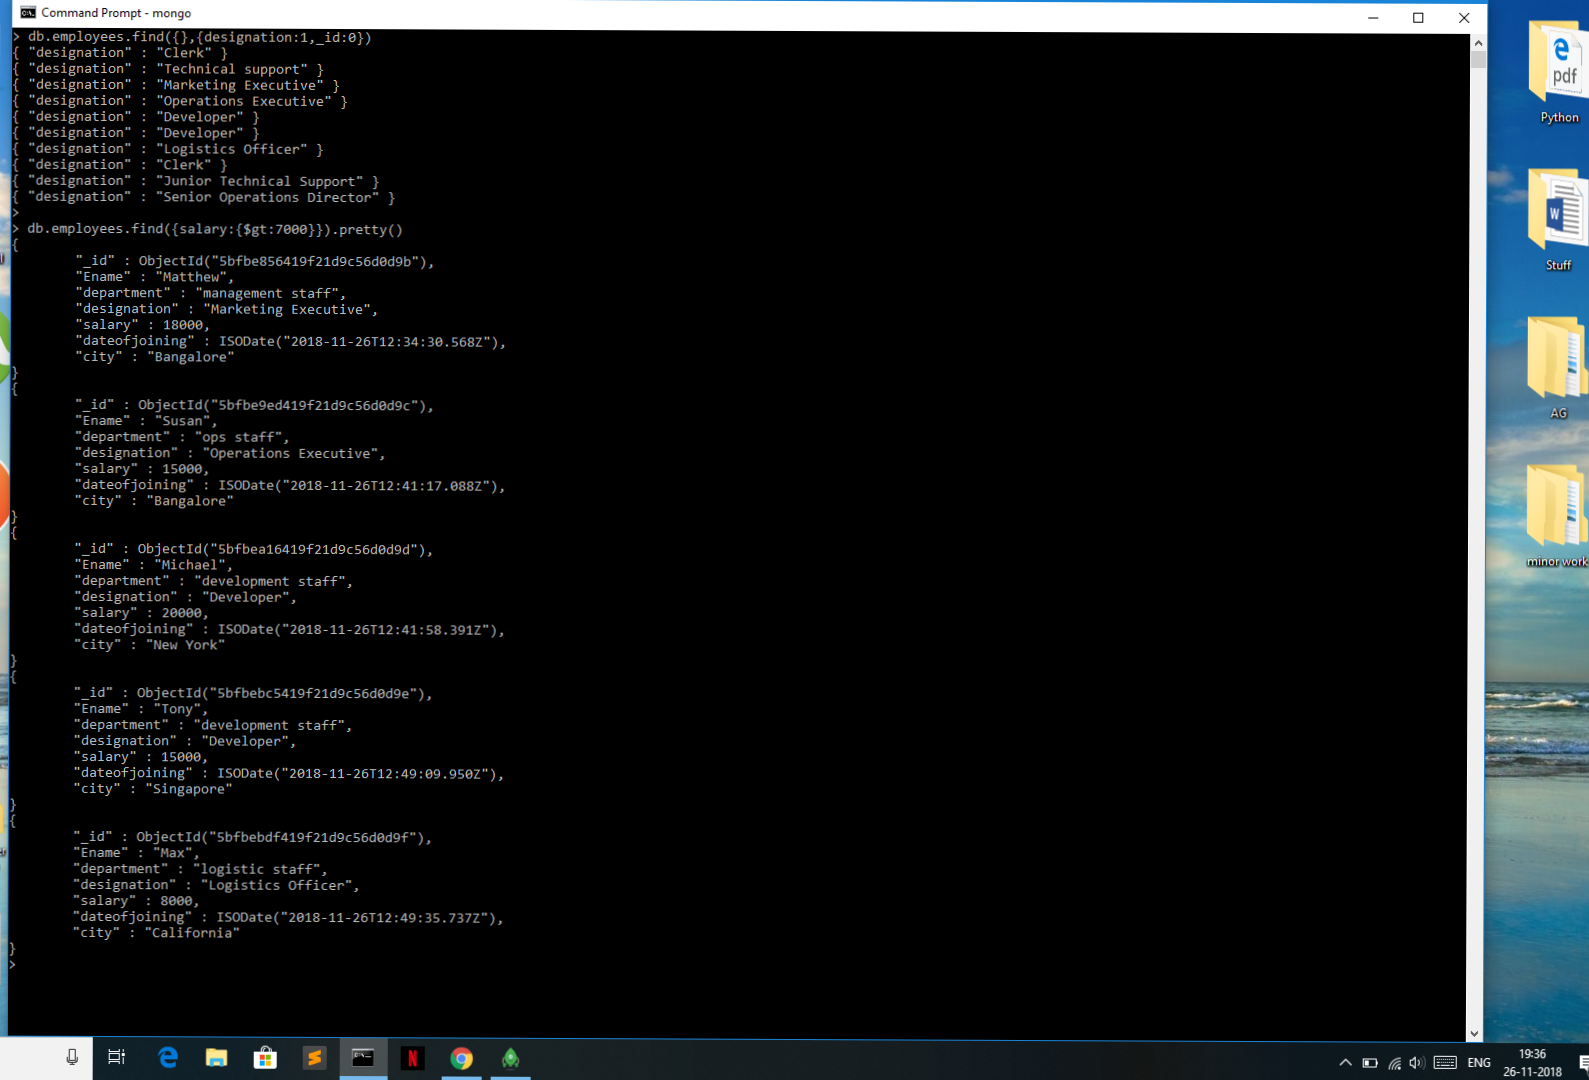 Command Prompt - mongo
> db.employees.find({},{designation:1,_id:0})
{ "designation" : "Clerk" }
{ "designation" : "Technical support" }
{ "designation" : "Marketing Executive" }
{ "designation" : "Operations Executive" }
{ "designation" : "Developer" }
{ "designation" : "Developer" }
{ "designation" : "Logistics Officer" }
{ "designation" : "Clerk" }
{ "designation" : "Junior Technical Support" }
{ "designation" : "Senior Operations Director" }
>
> db.employees.find({salary:{$gt:7000}}).pretty()
{
"_id" : ObjectId("5bfbe856419f21d9c56d0d9b"),
"Ename" : "Matthew",
"department" : "management staff",
"designation" : "Marketing Executive",
"salary" : 18000,
"dateofjoining" : ISODate("2018-11-26T12:34:30.568Z"),
"city" : "Bangalore"
}
{
"_id" : ObjectId("5bfbe9ed419f21d9c56d0d9c"),
"Ename" : "Susan",
"department" : "ops staff",
"designation" : "Operations Executive",
"salary" : 15000,
"dateofjoining" : ISODate("2018-11-26T12:41:17.088Z"),
"city" : "Bangalore"
}
{
"_id" : ObjectId("5bfbea16419f21d9c56d0d9d"),
"Ename" : "Michael",
"department" : "development staff",
"designation" : "Developer",
"salary" : 20000,
"dateofjoining" : ISODate("2018-11-26T12:41:58.391Z"),
"city" : "New York"
}
{
"_id" : ObjectId("5bfbebc5419f21d9c56d0d9e"),
"Ename" : "Tony",
"department" : "development staff",
"designation" : "Developer",
"salary" : 15000,
"dateofjoining" : ISODate("2018-11-26T12:49:09.950Z"),
"city" : "Singapore"
}
{
"_id" : ObjectId("5bfbebdf419f21d9c56d0d9f"),
"Ename" : "Max",
"department" : "logistic staff",
"designation" : "Logistics Officer",
"salary" : 8000,
"dateofjoining" : ISODate("2018-11-26T12:49:35.737Z"),
"city" : "California"
}
>
pdf
Python
W
Stuff
AG
minor work
N
ENG
19:36
26-11-2018